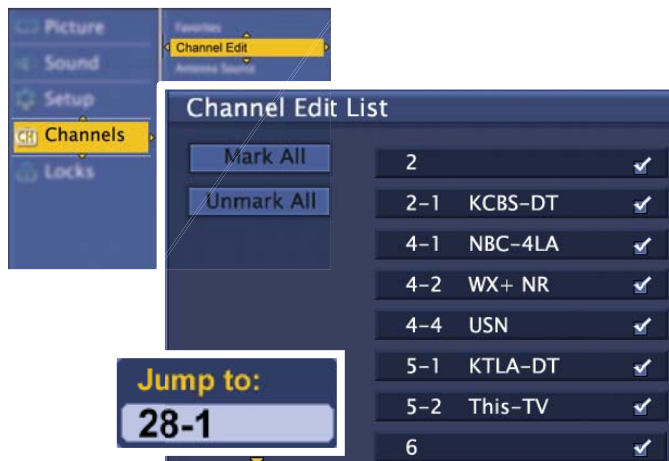 Picture
Sound
Setup
CH Channels
Locks
Favorites
Channel Edit
Antenna Source
Channel Edit List
Mark All
Unmark All
2
2-1 KCBS-DT
4-1 NBC-4LA
4-2 WX+ NR
4-4 USN
5-1 KTLA-DT
5-2 This-TV
6
Jump to:
28-1